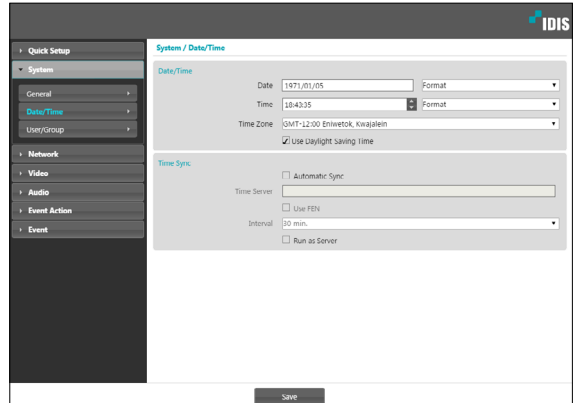 IDIS
Quick Setup
System
General
Date/Time
User/Group
Network
Video
Audio
Event Action
Event
System / Date/Time
Date/Time
Date 1971/01/05 Format
Time 18:43:35 Format
Time Zone GMT-12:00 Eniwetok, Kwajalein
Use Daylight Saving Time
Time Sync.
Automatic Sync
Time Server
Use FEN
Interval 30 min.
Run as Server
Save